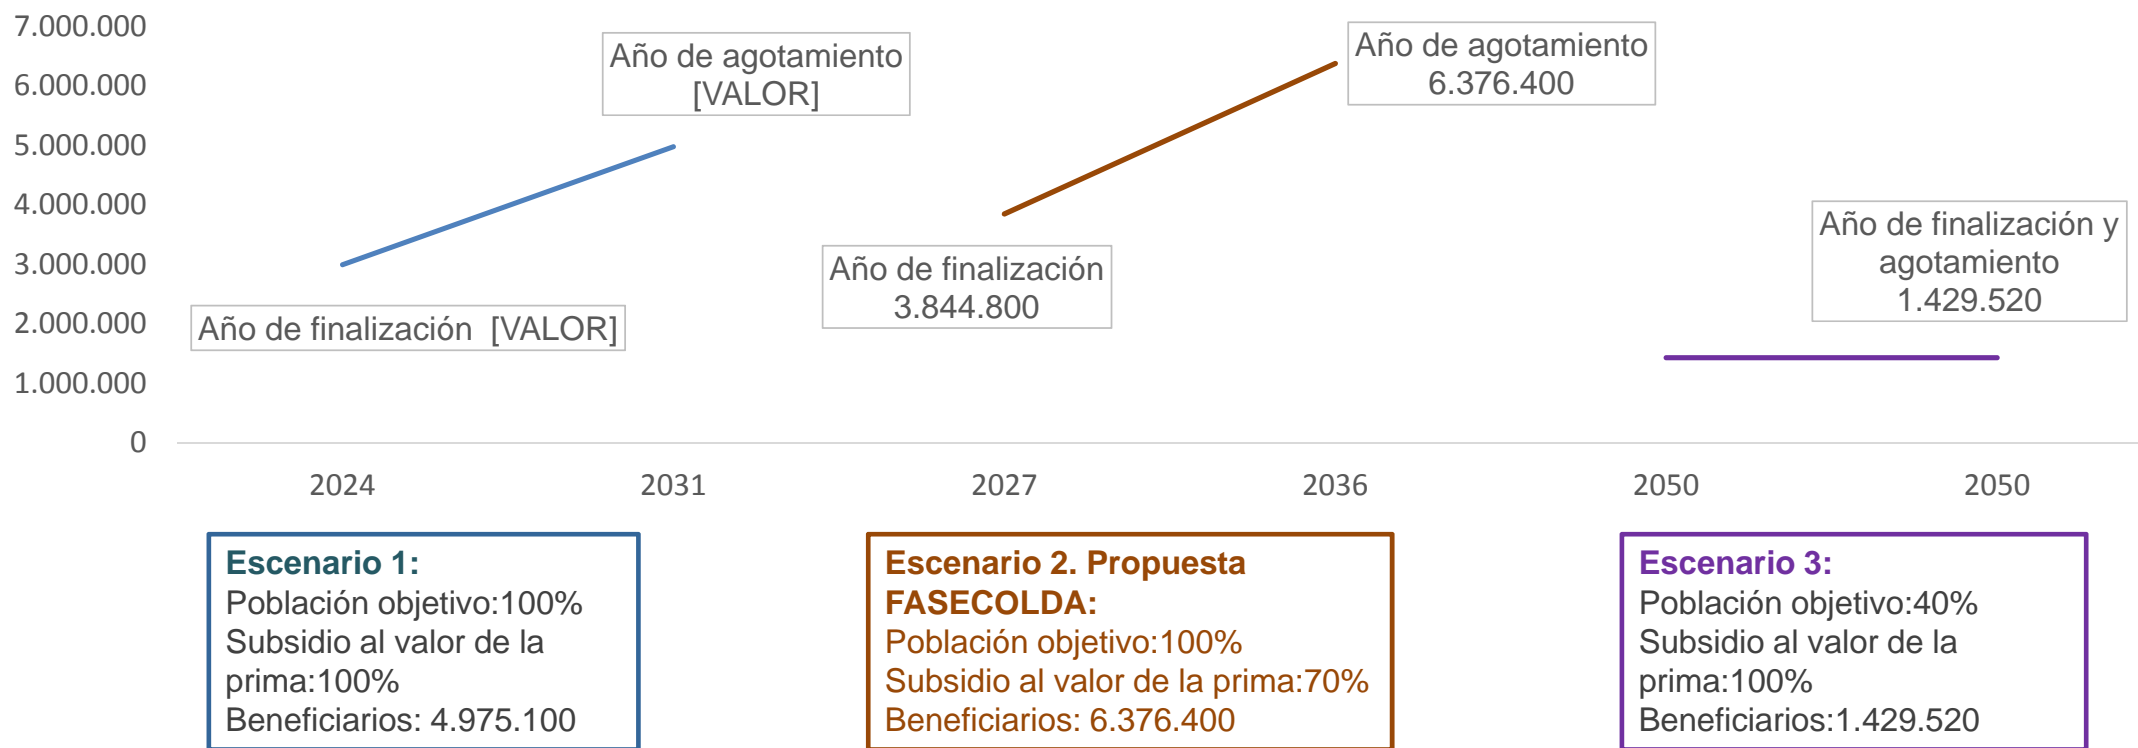 7.000.000
6.000.000
5.000.000
4.000.000
3.000.000
2.000.000
1.000.000
0
Año de agotamiento
[VALOR]
Año de finalización  [VALOR]
Año de agotamiento
6.376.400
Año de finalización
3.844.800
Año de finalización y
agotamiento
1.429.520
2024
2031
2027
2036
2050
2050
Escenario 1:
Población objetivo:100%
Subsidio al valor de la
prima:100%
Beneficiarios: 4.975.100
Escenario 2. Propuesta
FASECOLDA:
Población objetivo:100%
Subsidio al valor de la prima:70%
Beneficiarios: 6.376.400
Escenario 3:
Población objetivo:40%
Subsidio al valor de la
prima:100%
Beneficiarios:1.429.520